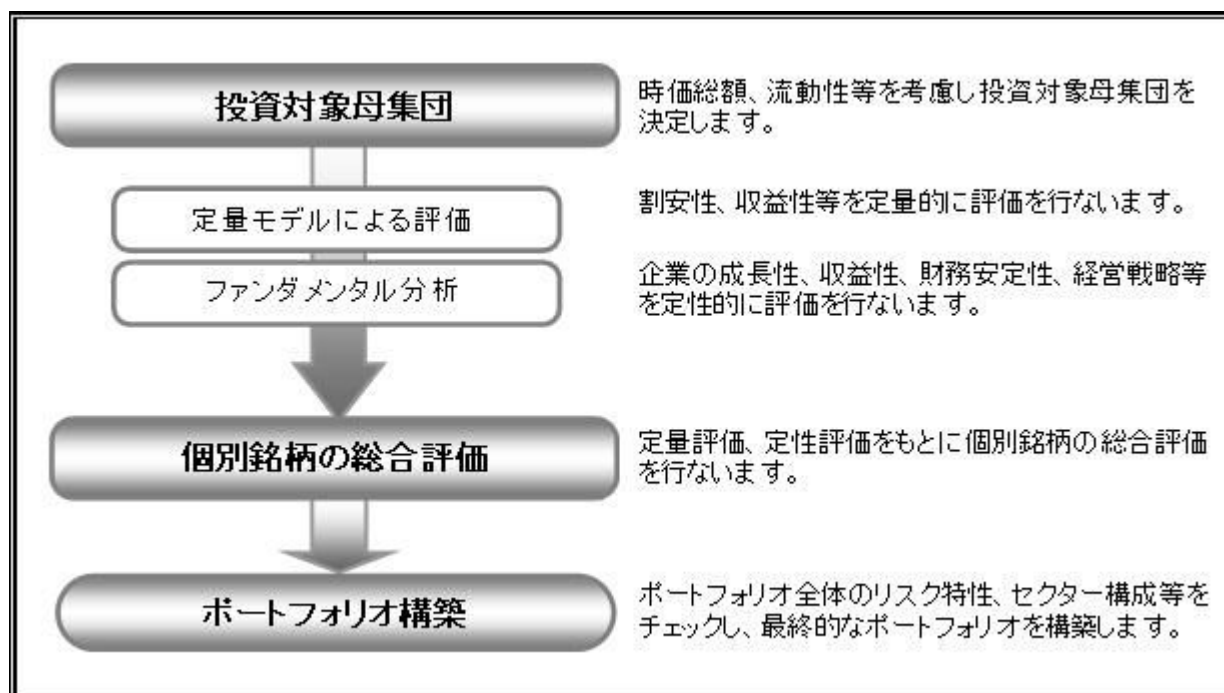 投資対象母集団
時価総額、流動性等を考慮し投資対象母集団を
決定します。
定量モデルによる評価
割安性、収益性等を定量的に評価を行ないます。
ファンダメンタル分析
企業の成長性、収益性、財務安定性、経営戦略等
を定性的に評価を行ないます。
個別銘柄の総合評価
定量評価、定性評価をもとに個別銘柄の総合評価
を行ないます。
ポートフォリオ構築
ポートフォリオ全体のリスク特性、セクター構成等を
チェックし、最終的なポートフォリオを構築します。